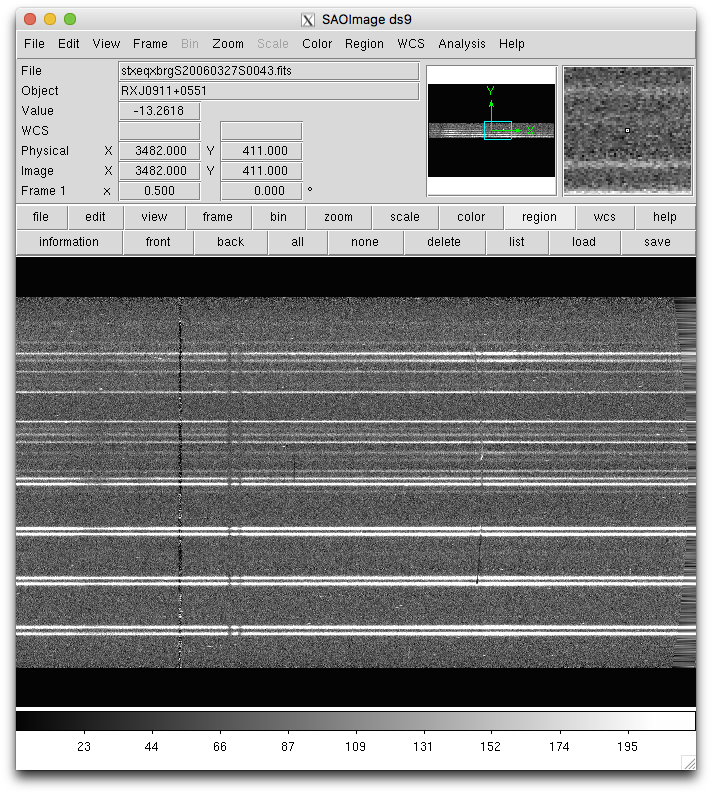 X SAOImage ds9
File Edit View Frame Bin Zoom Scale Color Region WCS Analysis Help
File stxeqxbrgS20060327S0043.fits
Object RXJ0911+0551
Value -13.2618
WCS
Physical X 3482.000 Y 411.000
Image X 3482.000 Y 411.000
Frame 1 x 0.500 0.000 °
Y
X
file edit view frame bin zoom scale color region wcs help
information front back all none delete list load save
23 44 66 87 109 131 152 174 195